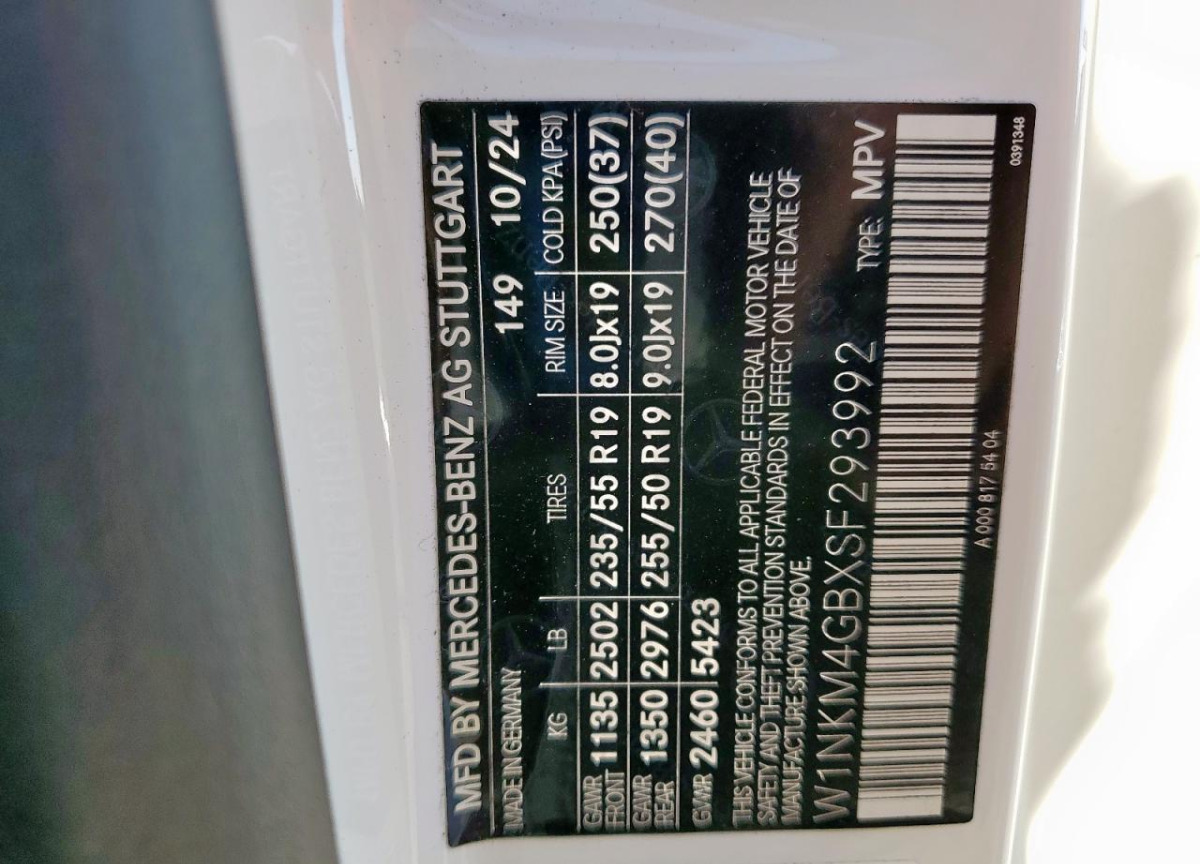 MFD BY MERCEDES-BENZ AG STUTTGART
MADE IN GERMANY 149 10/24
KG LB TIRES RIM SIZE COLD KPA(PSI)
GAWR FRONT 1135 2502 235/55 R19 8.0Jx19 250(37)
GAWR REAR 1350 2976 255/50 R19 9.0Jx19 270(40)
GVWR 2460 5423
THIS VEHICLE CONFORMS TO ALL APPLICABLE FEDERAL MOTOR VEHICLE
SAFETY AND THEFT PREVENTION STANDARDS IN EFFECT ON THE DATE OF
MANUFACTURE SHOWN ABOVE.
W1NKM4GBXSF293992 TYPE: MPV
A 000 817 54 04
0391348